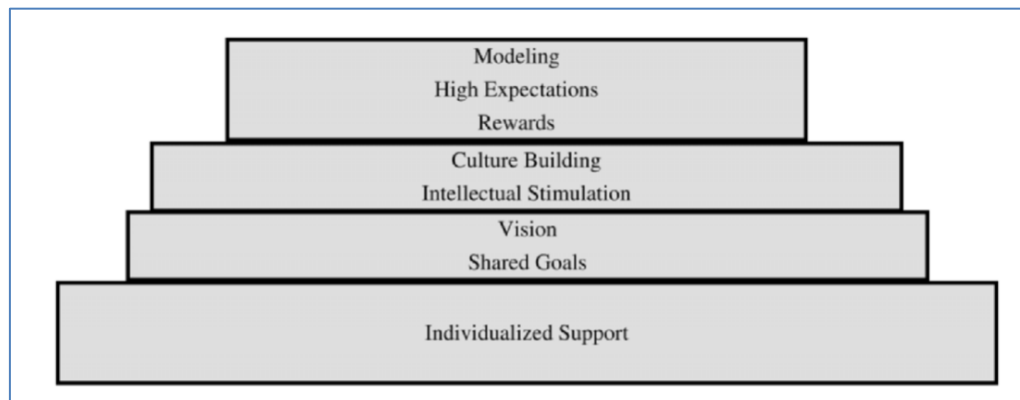 Modeling
High Expectations
Rewards
Culture Building
Intellectual Stimulation
Vision
Shared Goals
Individualized Support